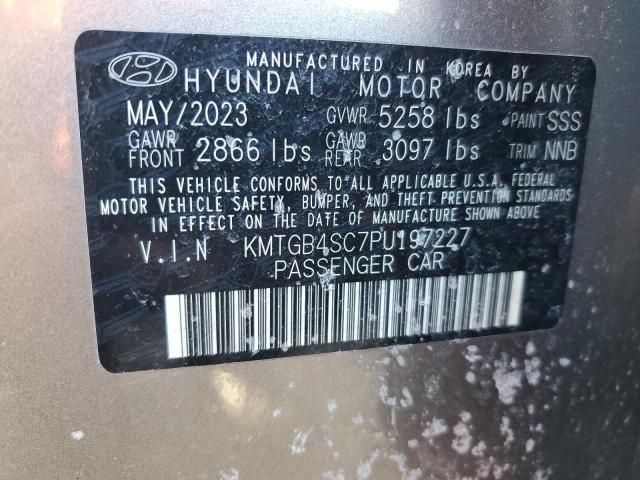 MANUFACTURED IN KOREA BY
HYUNDAI MOTOR COMPANY
MAY/2023 GVWR 5258 lbs PAINT SSS
GAWR FRONT 2866 lbs GAWR REAR 3097 lbs TRIM NNB
THIS VEHICLE CONFORMS TO ALL APPLICABLE U.S.A. FEDERAL
MOTOR VEHICLE SAFETY, BUMPER, AND THEFT PREVENTION STANDARDS
IN EFFECT ON THE DATE OF MANUFACTURE SHOWN ABOVE.
V.I.N KMTGB4SC7PU197227
PASSENGER CAR